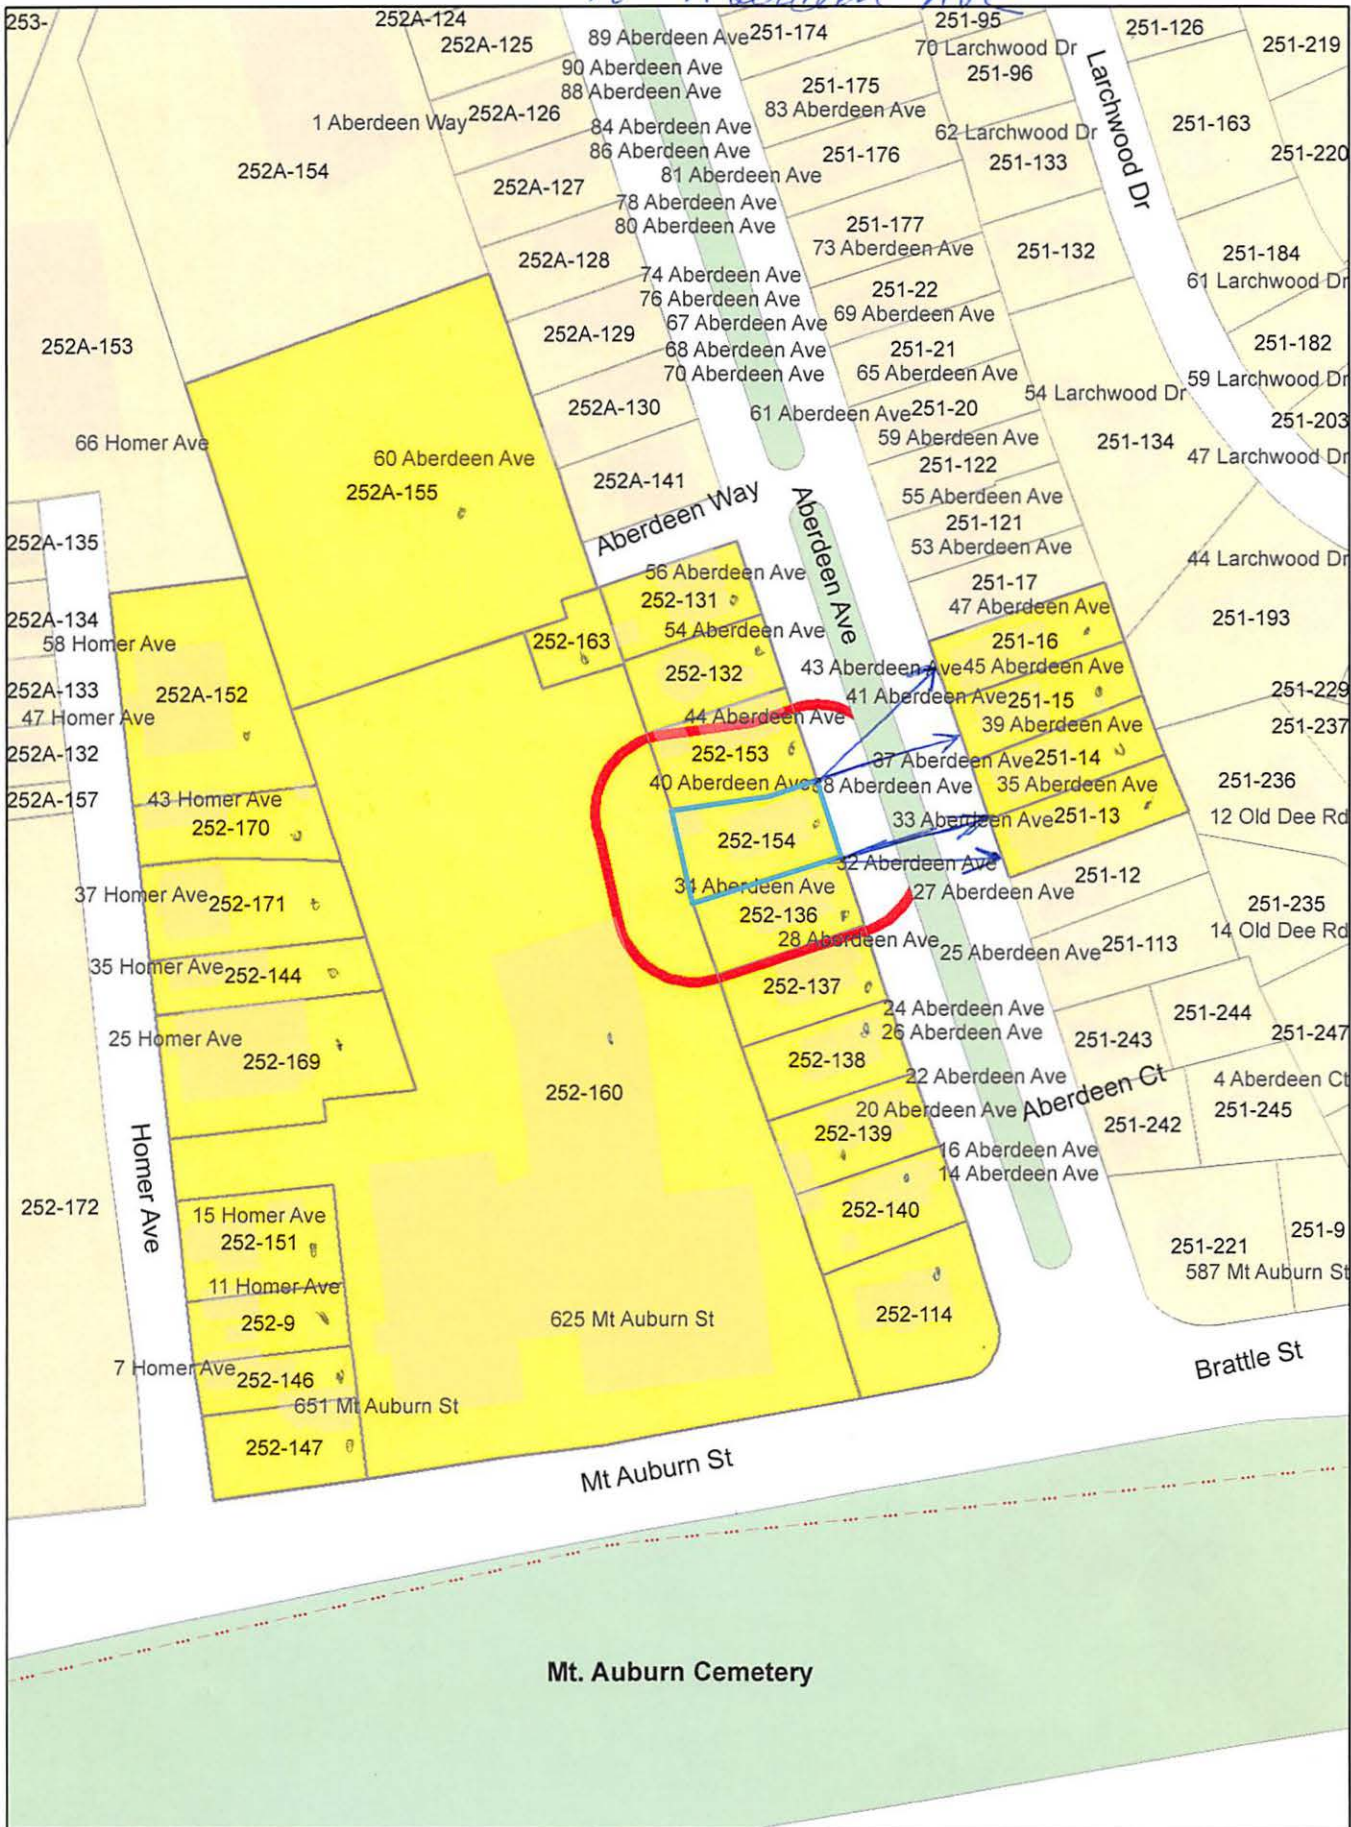 Aberdeen Ave
253-
252A-124
252A-125
89 Aberdeen Ave
251-174
251-95
70 Larchwood Dr
251-126
251-219
90 Aberdeen Ave
88 Aberdeen Ave
251-175
251-96
Larchwood Dr
1 Aberdeen Way
252A-126
84 Aberdeen Ave
83 Aberdeen Ave
62 Larchwood Dr
251-163
86 Aberdeen Ave
251-176
251-133
251-220
252A-154
252A-127
81 Aberdeen Ave
78 Aberdeen Ave
80 Aberdeen Ave
251-177
73 Aberdeen Ave
251-132
251-184
252A-128
74 Aberdeen Ave
251-22
61 Larchwood Dr
76 Aberdeen Ave
69 Aberdeen Ave
252A-153
252A-129
67 Aberdeen Ave
68 Aberdeen Ave
251-21
251-182
70 Aberdeen Ave
65 Aberdeen Ave
59 Larchwood Dr
54 Larchwood Dr
252A-130
61 Aberdeen Ave
251-20
251-203
66 Homer Ave
60 Aberdeen Ave
59 Aberdeen Ave
251-134
47 Larchwood Dr
252A-155
252A-141
251-122
Aberdeen Way
Aberdeen Ave
55 Aberdeen Ave
251-121
252A-135
53 Aberdeen Ave
44 Larchwood Dr
56 Aberdeen Ave
251-17
252-131
47 Aberdeen Ave
252A-134
251-193
58 Homer Ave
252-163
54 Aberdeen Ave
251-16
252-132
43 Aberdeen Ave
45 Aberdeen Ave
252A-133
252A-152
41 Aberdeen Ave
251-15
251-229
47 Homer Ave
44 Aberdeen Ave
39 Aberdeen Ave
251-237
252A-132
252-153
37 Aberdeen Ave
251-14
252A-157
43 Homer Ave
40 Aberdeen Ave
38 Aberdeen Ave
35 Aberdeen Ave
251-236
252-170
252-154
33 Aberdeen Ave
251-13
12 Old Dee Rd
32 Aberdeen Ave
37 Homer Ave
252-171
34 Aberdeen Ave
27 Aberdeen Ave
251-12
252-136
251-235
28 Aberdeen Ave
25 Aberdeen Ave
251-113
14 Old Dee Rd
35 Homer Ave
252-144
252-137
24 Aberdeen Ave
251-244
25 Homer Ave
26 Aberdeen Ave
251-243
251-247
252-169
252-138
22 Aberdeen Ave
Aberdeen Ct
4 Aberdeen Ct
252-160
20 Aberdeen Ave
251-245
252-139
251-242
16 Aberdeen Ave
Homer Ave
14 Aberdeen Ave
252-172
15 Homer Ave
252-140
252-151
251-221
251-9
11 Homer Ave
587 Mt Auburn St
252-9
625 Mt Auburn St
252-114
7 Homer Ave
252-146
Brattle St
651 Mt Auburn St
252-147
Mt Auburn St
Mt. Auburn Cemetery